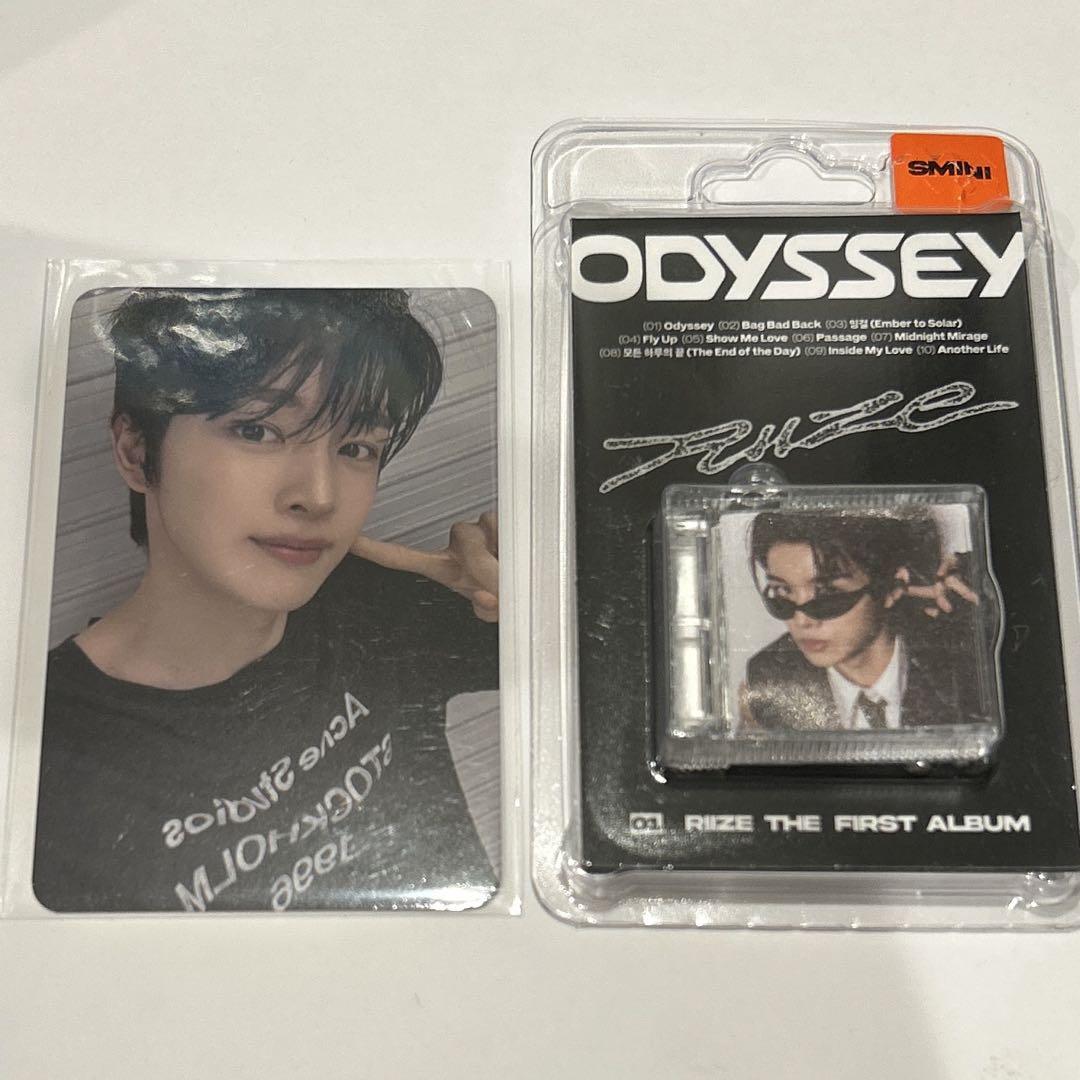 SMiNI
ODYSSEY
(01) Odyssey (02) Bag Bad Back (03) 잉걸 (Ember to Solar)
(04) Fly Up (05) Show Me Love (06) Passage (07) Midnight Mirage
(08) 모든 하루의 끝 (The End of the Day) (09) Inside My Love (10) Another Life
RIIZE
01 RIIZE THE FIRST ALBUM
Acne Studios
STOCKHOLM
1996